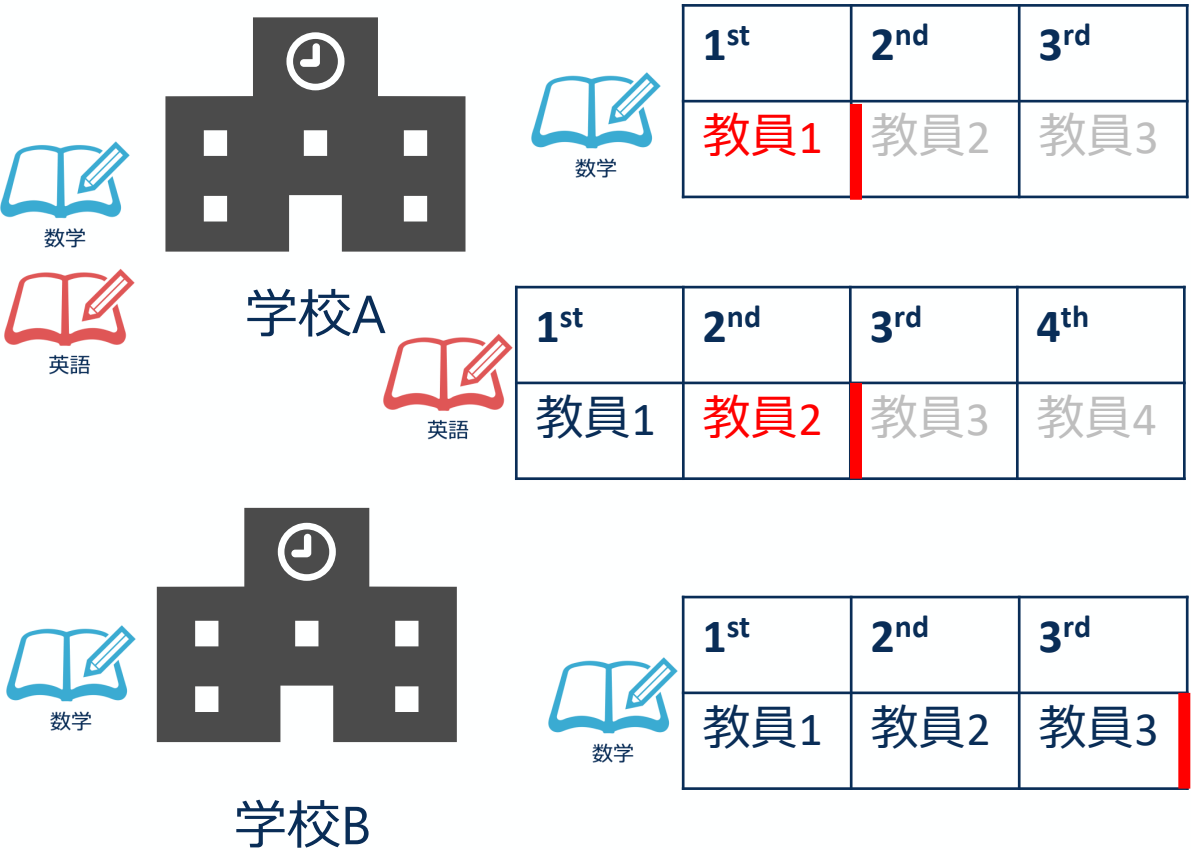 1st 2nd 3rd
教員1 教員2 教員3
数学
数学
学校A
英語
1st 2nd 3rd 4th
教員1 教員2 教員3 教員4
英語
数学
学校B
1st 2nd 3rd
教員1 教員2 教員3
数学